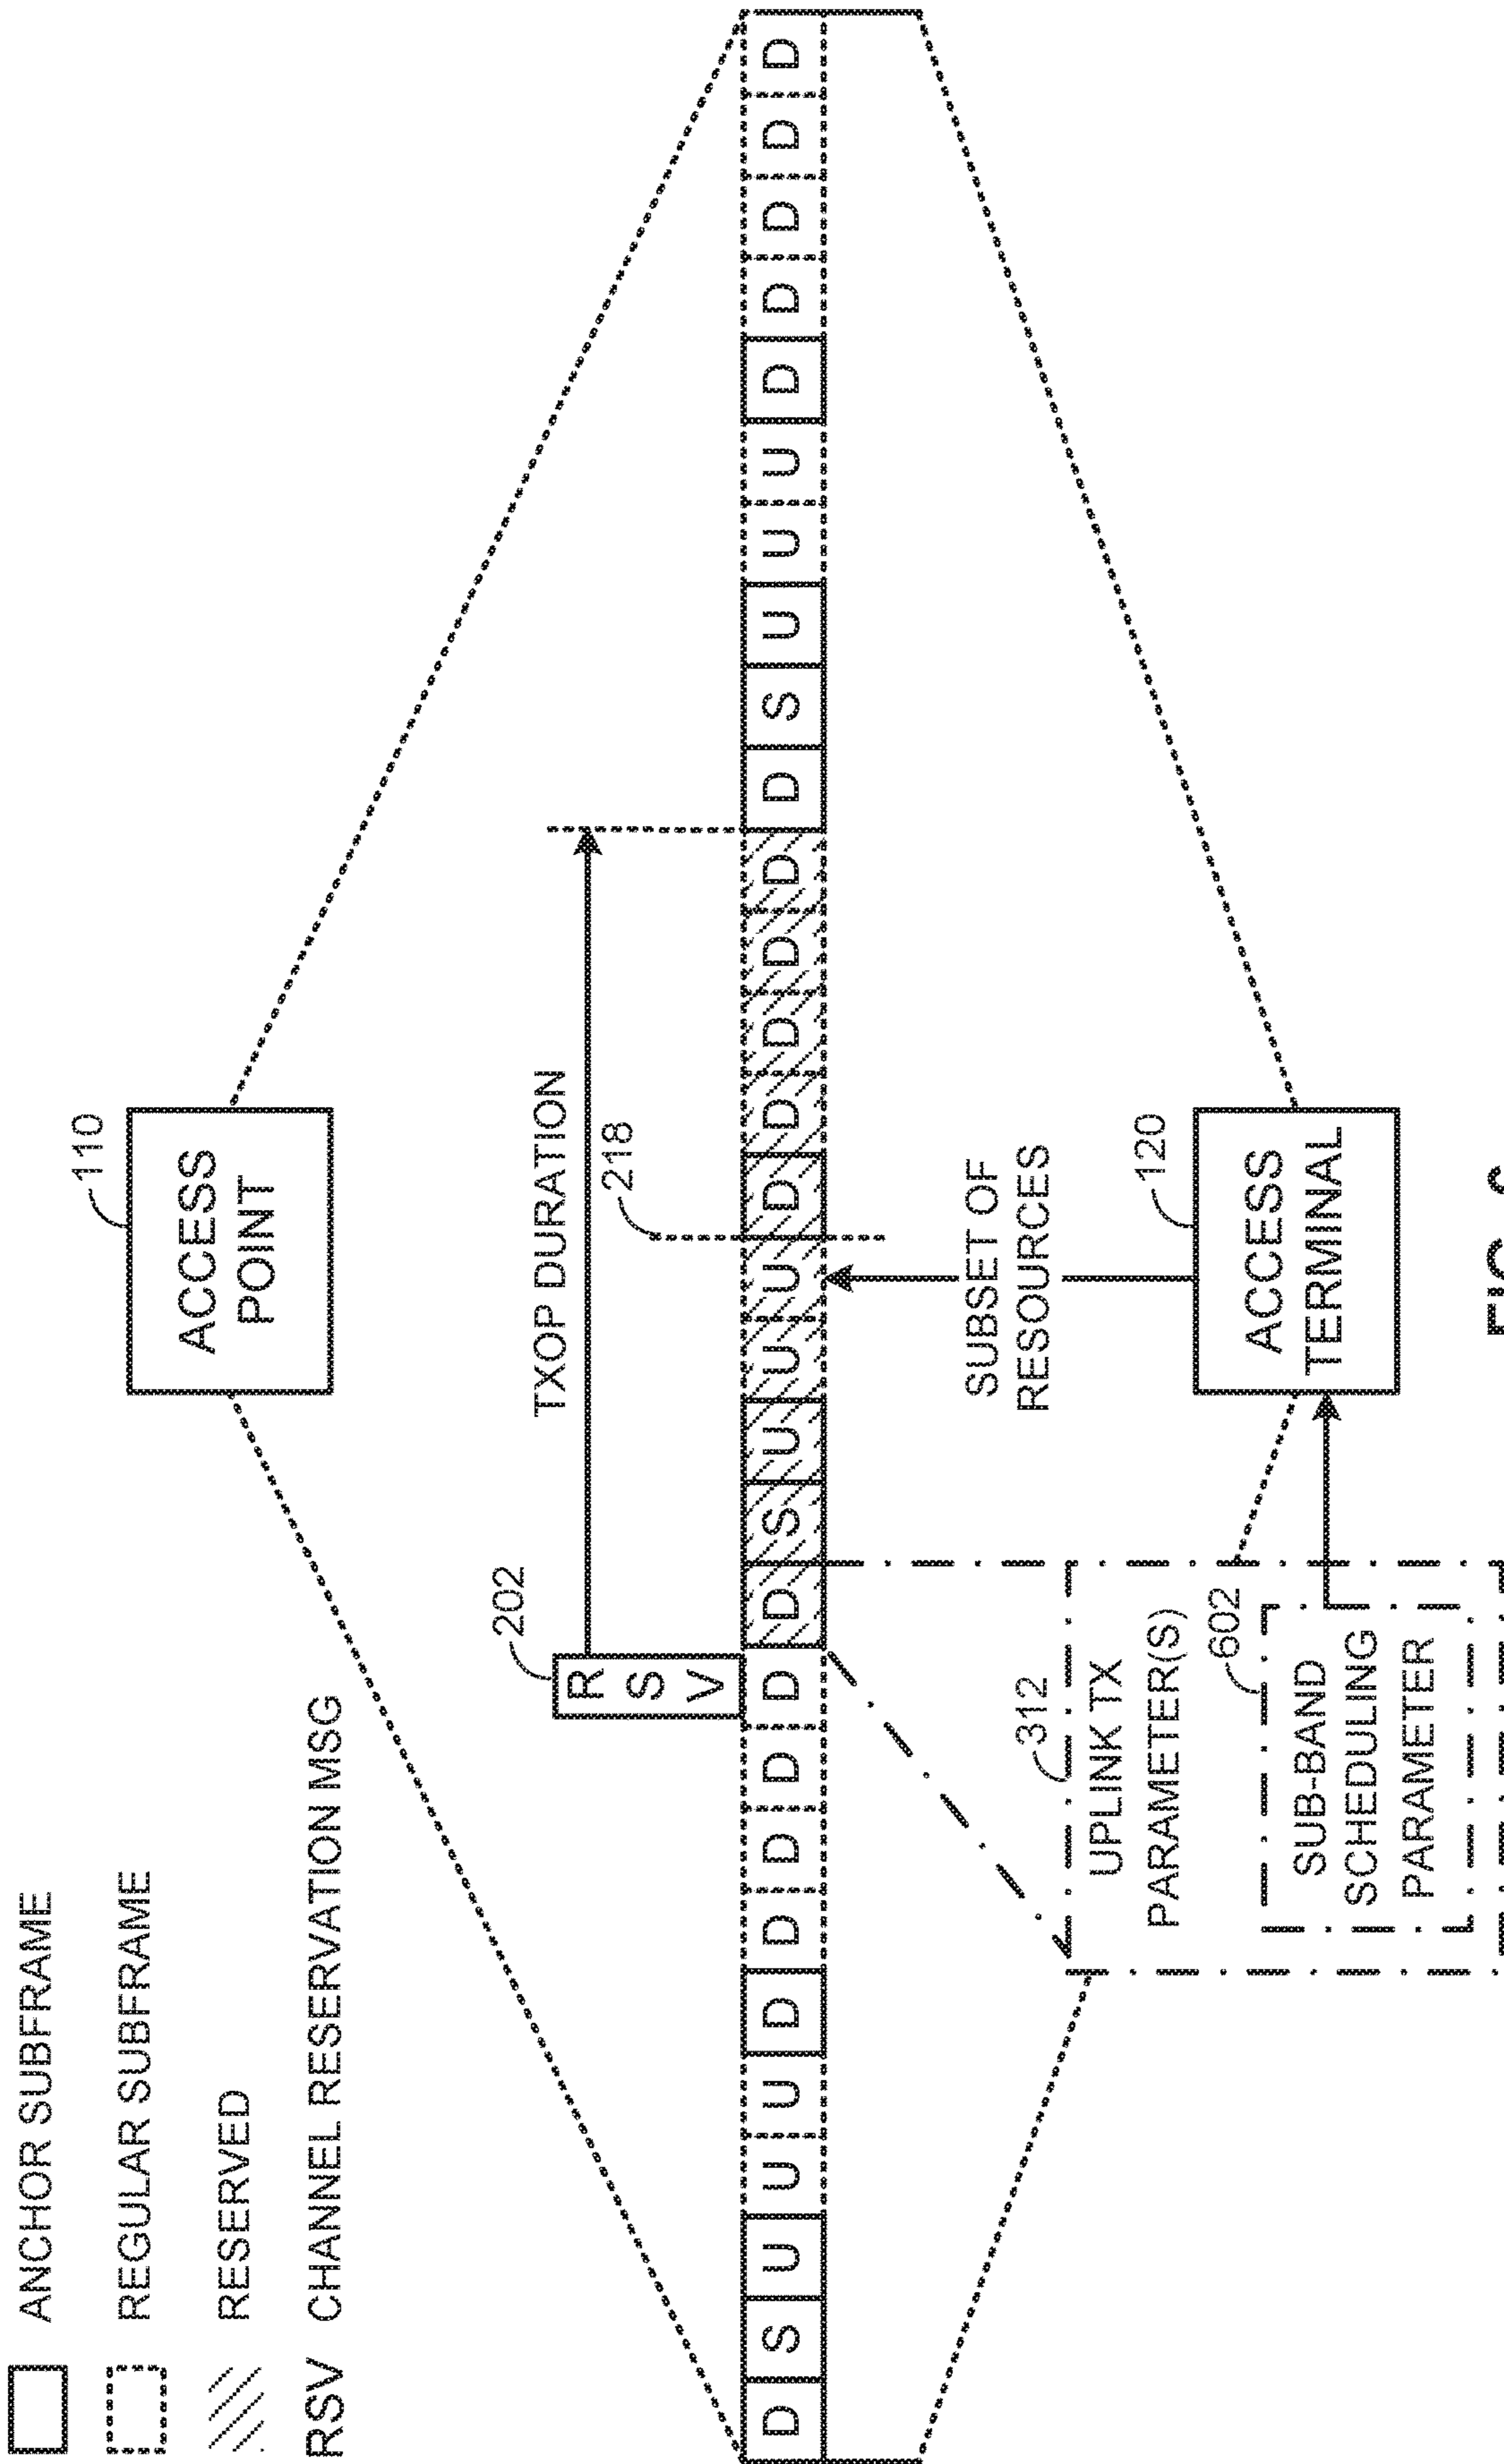 ANCHOR SUBFRAME
REGULAR SUBFRAME
RESERVED
RSV CHANNEL RESERVATION MSG
110
ACCESS
POINT
202
TXOP DURATION
R
S
V
218
D S U U U D D D D D D S U U U D D D D D D S U U U D D D D D
SUBSET OF
RESOURCES
312
UPLINK TX
PARAMETER(S)
602
SUB-BAND
SCHEDULING
PARAMETER
120
ACCESS
TERMINAL
FIG.